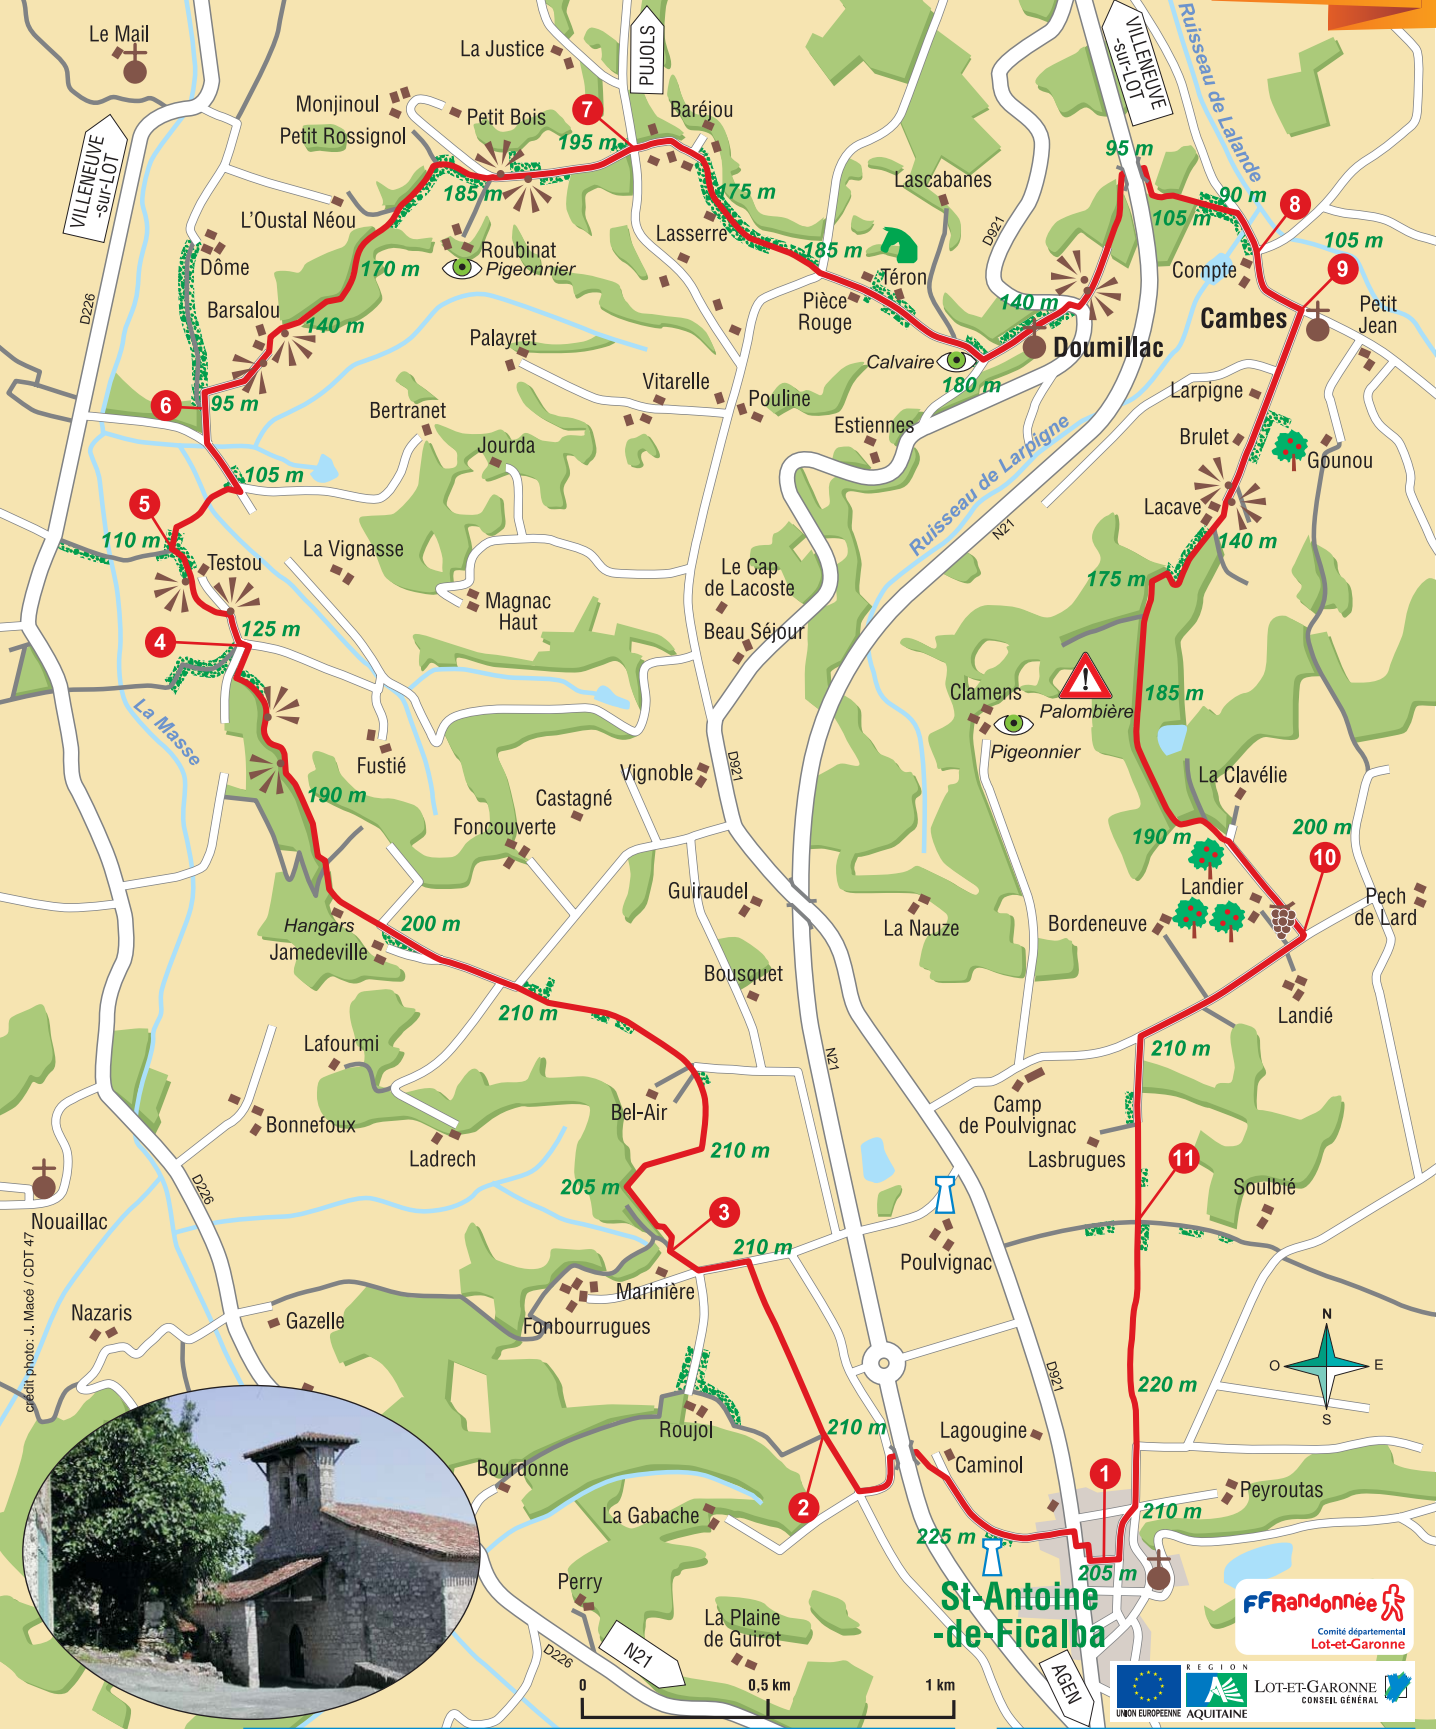 Le Mail
La Justice
PUJOLS
VILLENEUVE
-sur-LOT
Ruisseau de Lalande
Monjinoul
Petit Bois
Petit Rossignol
7
195 m
Baréjou
95 m
VILLENEUVE
-sur-LOT
185 m
175 m
Lascabanes
90 m
8
105 m
105 m
L'Oustal Néou
Lasserre
D921
Dôme
Roubinat
Pigeonnier
170 m
185 m
Compte
9
D226
Téron
Pièce
Rouge
140 m
Barsalou
140 m
Cambes
Petit
Jean
Palayret
Doumillac
Calvaire
180 m
6
95 m
Vitarelle
Pouline
Larpigne
Bertranet
Estiennes
Jourda
Brulet
Gounou
105 m
Ruisseau de Larpigne
5
Lacave
N21
110 m
140 m
Testou
La Vignasse
Le Cap
de Lacoste
175 m
Magnac
Haut
4
125 m
Beau Séjour
Clamens
185 m
Palombière
La Masse
Pigeonnier
Fustié
D921
Vignoble
La Clavélie
190 m
Castagné
Foncouverte
190 m
200 m
10
Guiraudel
Landier
Pech
de Lard
Hangars
200 m
La Nauze
Bordeneuve
Jamedeville
Bousquet
210 m
Landié
Lafourmi
N21
210 m
Bel-Air
Camp
de Poulvignac
Bonnefoux
Ladrech
210 m
Lasbrugues
11
205 m
Soulbié
D226
3
Nouaillac
210 m
Poulvignac
Marinière
Nazaris
Gazelle
Fonbourrugues
N
O
E
S
crédit photo: J. Macé / CDT 47
D921
220 m
Roujol
210 m
Lagougine
Caminol
Bourdonne
1
2
Peyroutas
La Gabache
225 m
210 m
205 m
Perry
St-Antoine
-de-Ficalba
La Plaine
de Guirot
D226
N21
AGEN
0
0,5 km
1 km
FFRandonnée
Comité départemental
Lot-et-Garonne
UNION EUROPEENNE
REGION
AQUITAINE
LOT-ET-GARONNE
CONSEIL GÉNÉRAL